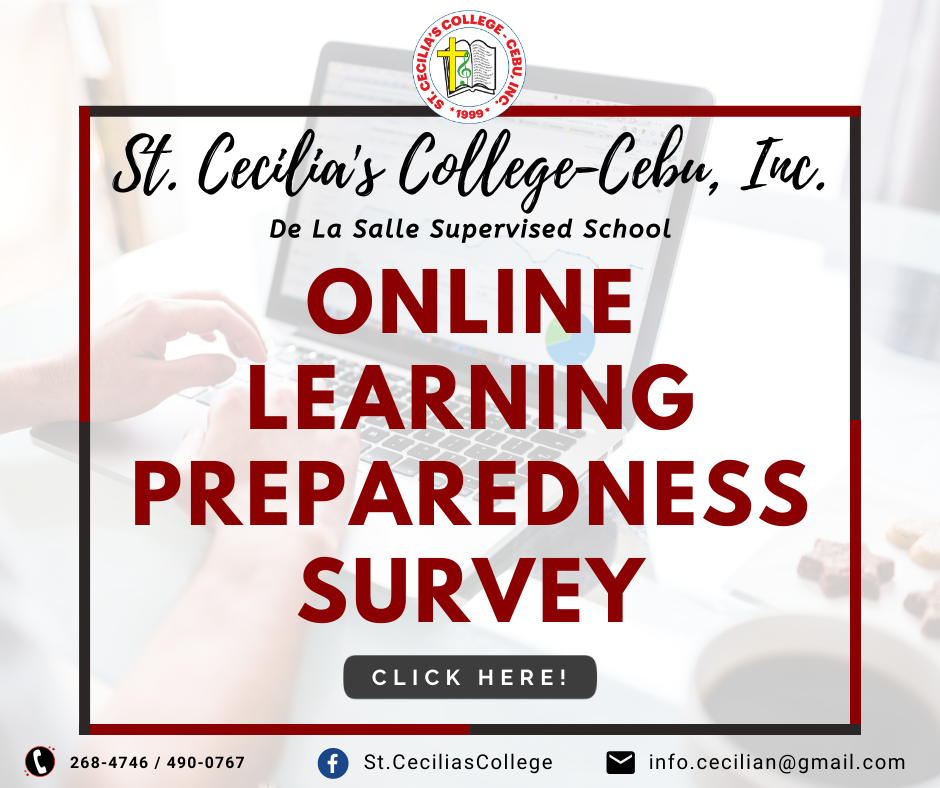 ST. CECILIA'S COLLEGE - CEBU, INC.
* 1999 *
St. Cecilia's College-Cebu, Inc.
De La Salle Supervised School
ONLINE
LEARNING
PREPAREDNESS
SURVEY
CLICK HERE!
268-4746 / 490-0767
St.CeciliasCollege
info.cecilian@gmail.com